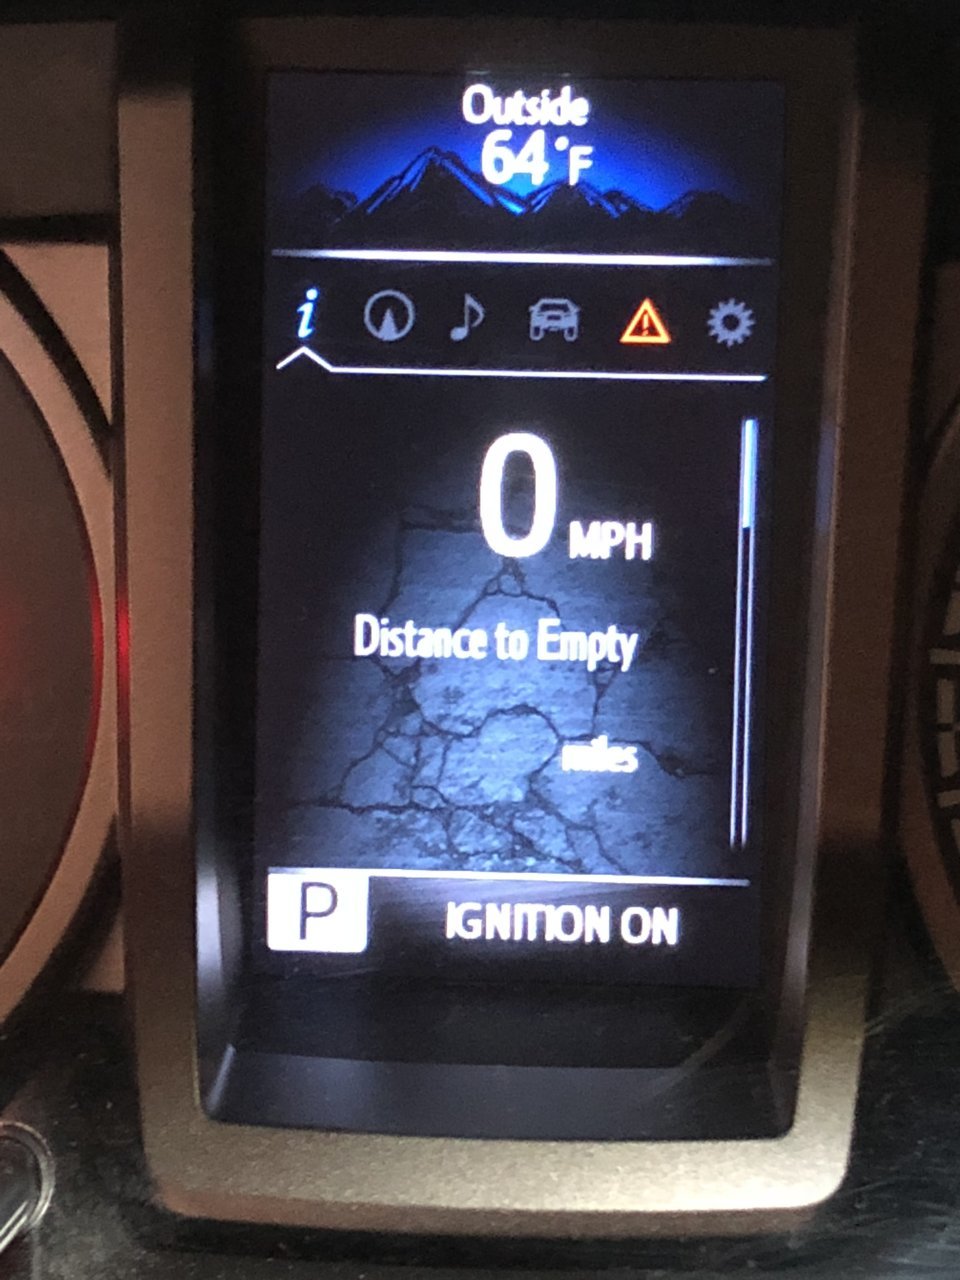 Outside
64°F
i
0 MPH
Distance to Empty
miles
P
IGNITION ON